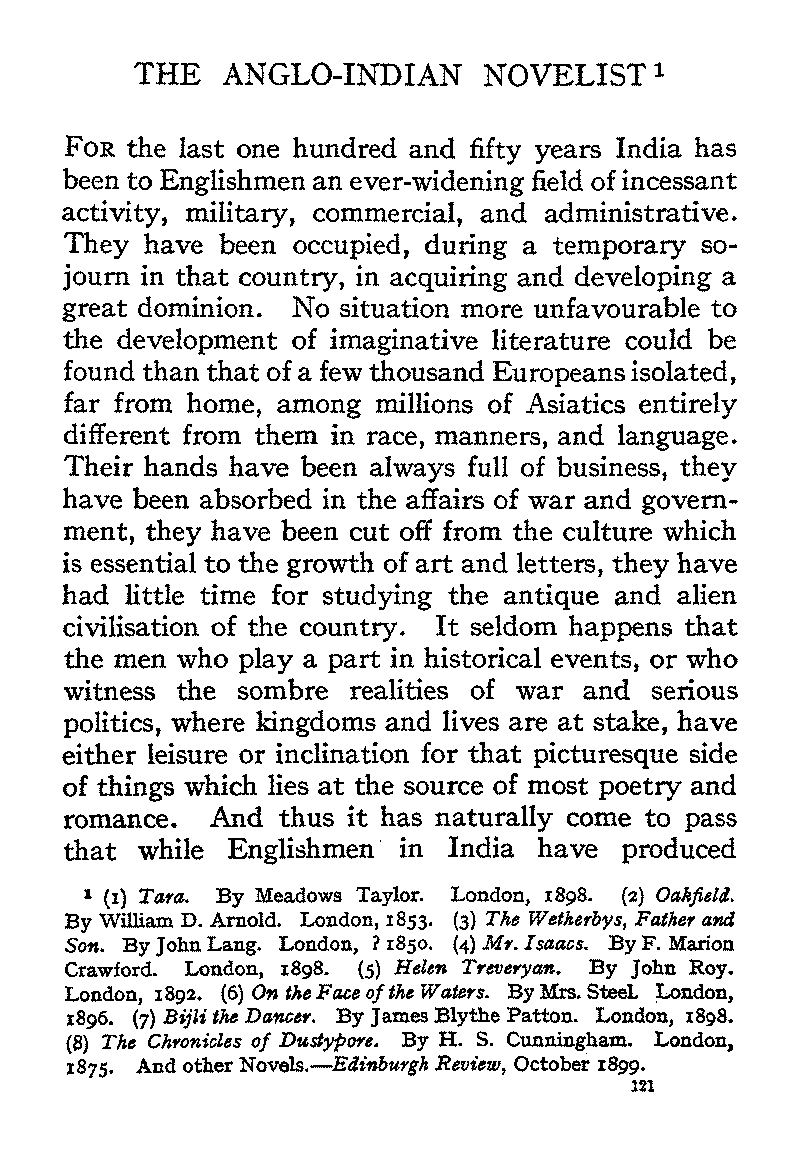 THE ANGLO-INDIAN NOVELIST ¹
FOR the last one hundred and fifty years India has
been to Englishmen an ever-widening field of incessant
activity, military, commercial, and administrative.
They have been occupied, during a temporary so-
journ in that country, in acquiring and developing a
great dominion. No situation more unfavourable to
the development of imaginative literature could be
found than that of a few thousand Europeans isolated,
far from home, among millions of Asiatics entirely
different from them in race, manners, and language.
Their hands have been always full of business, they
have been absorbed in the affairs of war and govern-
ment, they have been cut off from the culture which
is essential to the growth of art and letters, they have
had little time for studying the antique and alien
civilisation of the country. It seldom happens that
the men who play a part in historical events, or who
witness the sombre realities of war and serious
politics, where kingdoms and lives are at stake, have
either leisure or inclination for that picturesque side
of things which lies at the source of most poetry and
romance. And thus it has naturally come to pass
that while Englishmen in India have produced
¹ (1) Tara. By Meadows Taylor. London, 1898. (2) Oakfield.
By William D. Arnold. London, 1853. (3) The Wetherbys, Father and
Son. By John Lang. London, ? 1850. (4) Mr. Isaacs. By F. Marion
Crawford. London, 1898. (5) Helen Treveryan. By John Roy.
London, 1892. (6) On the Face of the Waters. By Mrs. Steel. London,
1896. (7) Bijli the Dancer. By James Blythe Patton. London, 1898.
(8) The Chronicles of Dustypore. By H. S. Cunningham. London,
1875. And other Novels.—Edinburgh Review, October 1899.
121